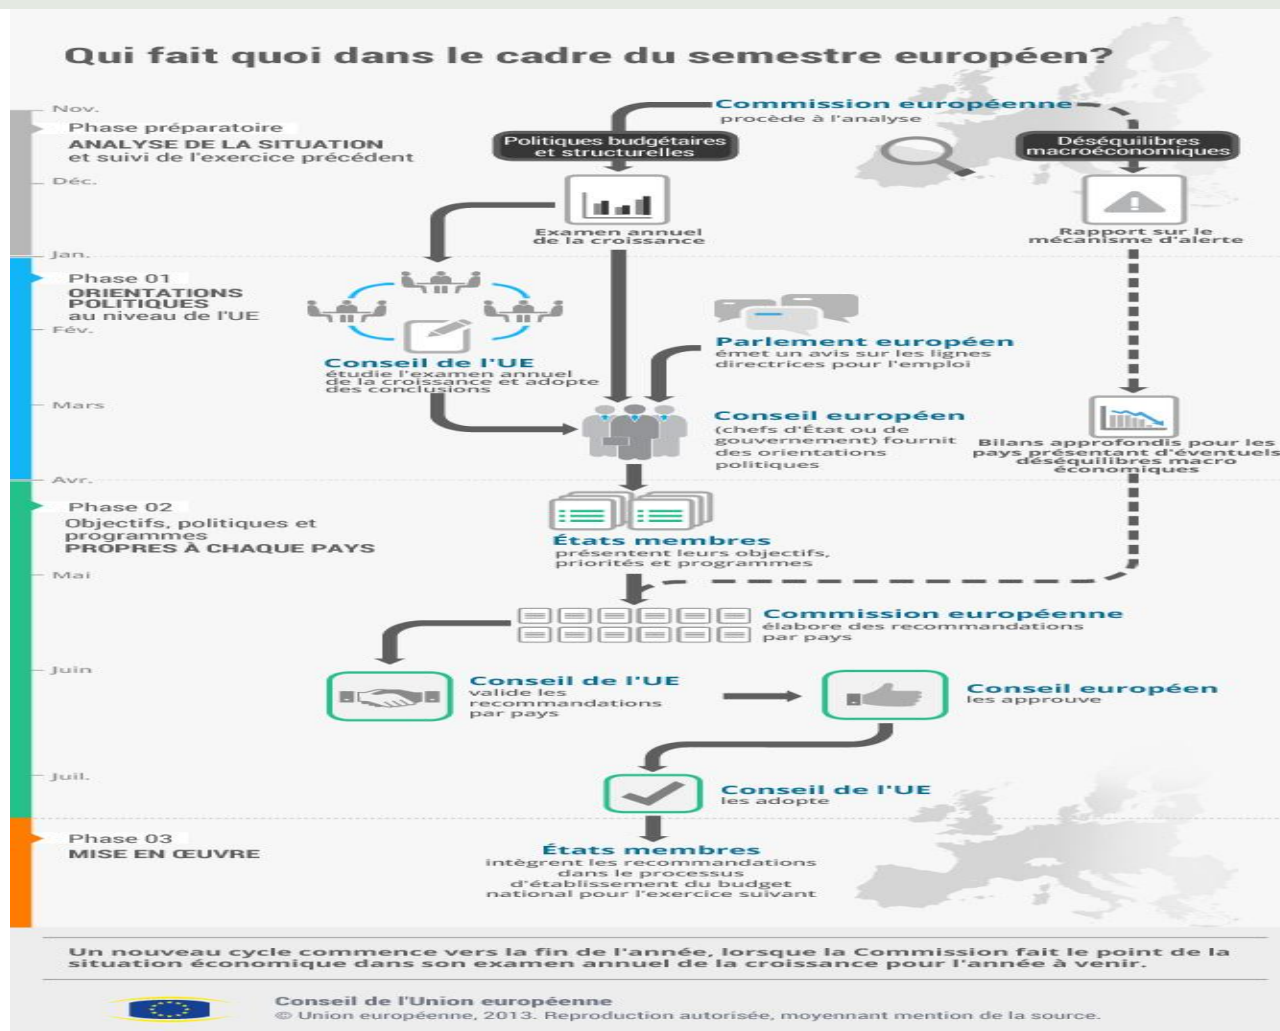 Qui fait quoi dans le cadre du semestre européen?
Nov.
Phase préparatoire
ANALYSE DE LA SITUATION
et suivi de l'exercice précédent
Commission européenne
procède à l'analyse
Politiques budgétaires
et structurelles
Déséquilibres
macroéconomiques
Déc.
Examen annuel
de la croissance
Rapport sur le
mécanisme d'alerte
Jan.
Phase 01
ORIENTATIONS
POLITIQUES
au niveau de l'UE
Fév.
Conseil de l'UE
étudie l'examen annuel
de la croissance et adopte
des conclusions
Parlement européen
émet un avis sur les lignes
directrices pour l'emploi
Mars
Conseil européen
(chefs d'État ou de
gouvernement) fournit
des orientations
politiques
Bilans approfondis pour les
pays présentant d'éventuels
déséquilibres macro
économiques
Avr.
Phase 02
Objectifs, politiques et
programmes
PROPRES À CHAQUE PAYS
États membres
présentent leurs objectifs,
priorités et programmes
Mai
Commission européenne
élabore des recommandations
par pays
Juin
Conseil de l'UE
valide les
recommandations
par pays
Conseil européen
les approuve
Juil.
Conseil de l'UE
les adopte
Phase 03
MISE EN ŒUVRE
États membres
intègrent les recommandations
dans le processus
d'établissement du budget
national pour l'exercice suivant
Un nouveau cycle commence vers la fin de l'année, lorsque la Commission fait le point de la
situation économique dans son examen annuel de la croissance pour l'année à venir.
Conseil de l'Union européenne
© Union européenne, 2013. Reproduction autorisée, moyennant mention de la source.